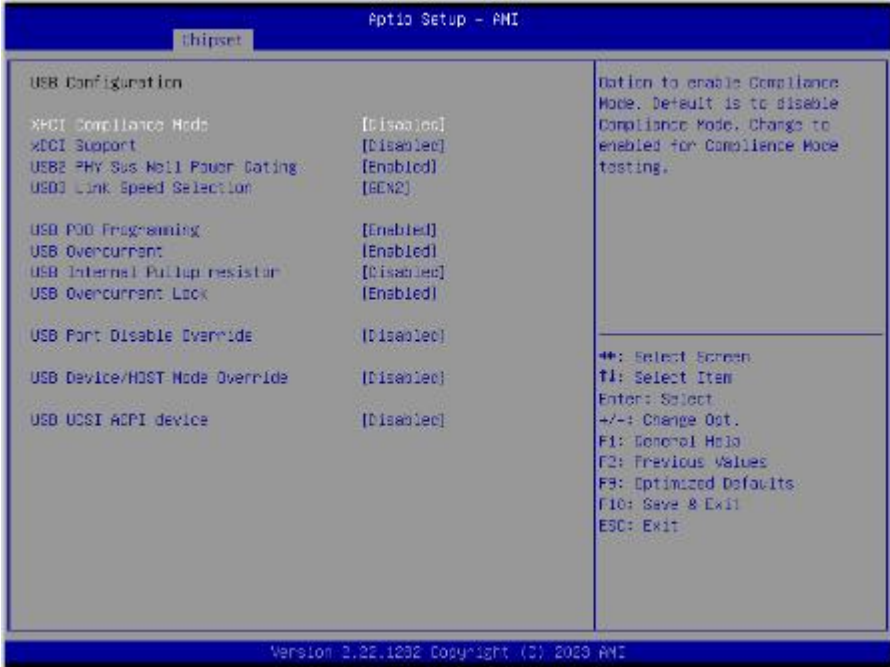 Aptio Setup - AMI
Chipset
USB Configuration
XHCI Compliance Mode [Disabled]
xDCI Support [Disabled]
USB2 PHY Sus Well Power Gating [Enabled]
USB3 Link Speed Selection [GEN2]
USB PDO Programming [Enabled]
USB Overcurrent [Enabled]
USB Internal Pullup resistor [Disabled]
USB Overcurrent Lock [Enabled]
USB Port Disable Override [Disabled]
USB Device/HOST Mode Override [Disabled]
USB UCSI ACPI device [Disabled]
Option to enable Compliance
Mode. Default is to disable
Compliance Mode. Change to
enabled for Compliance Mode
testing.
↔: Select Screen
↑↓: Select Item
Enter: Select
+/-: Change Opt.
F1: General Help
F2: Previous Values
F9: Optimized Defaults
F10: Save & Exit
ESC: Exit
Version 2.22.1282 Copyright (C) 2023 AMI